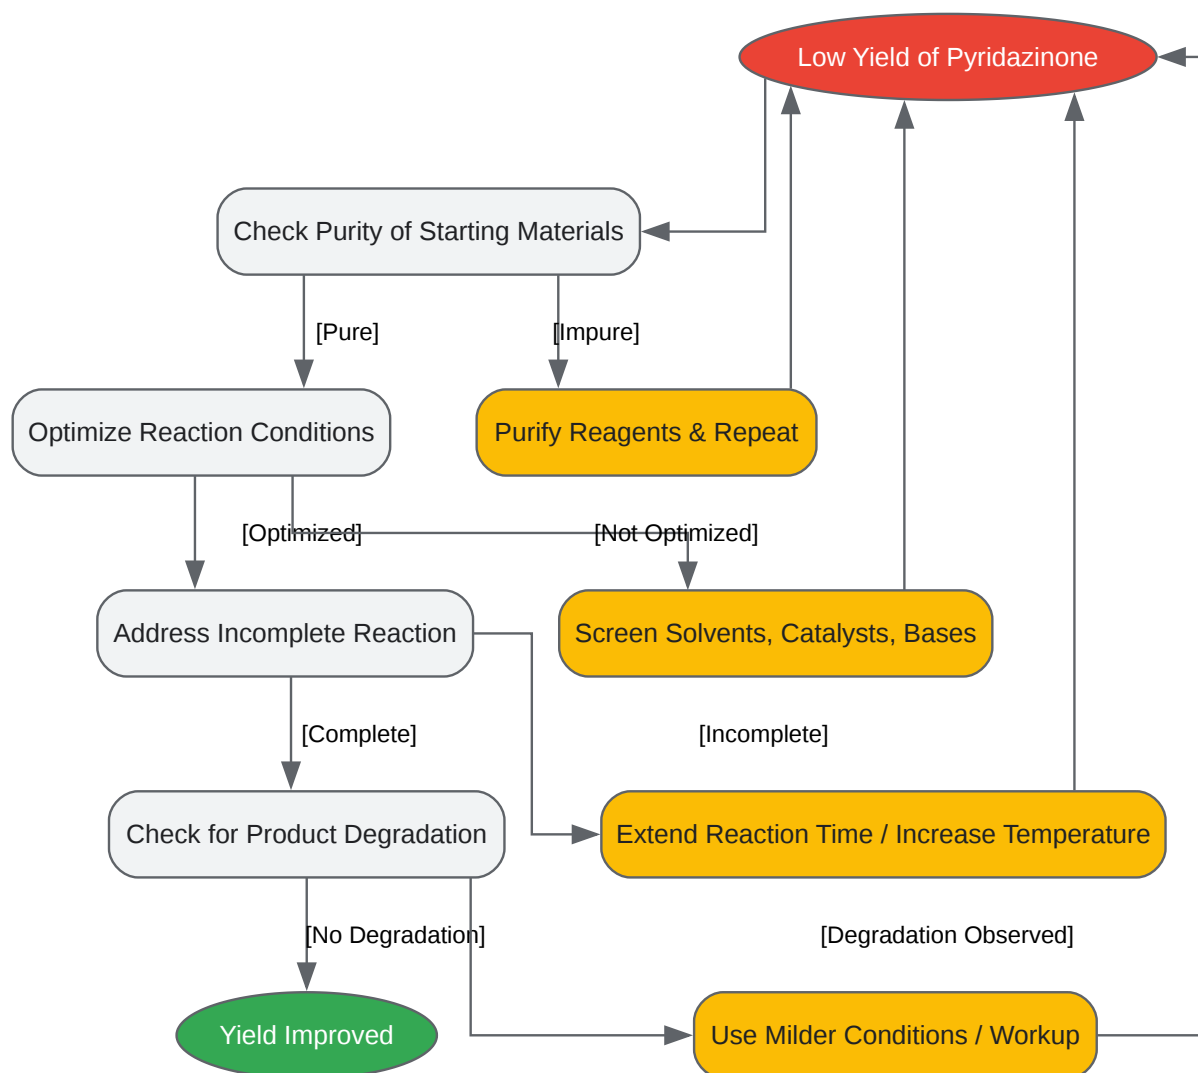 Low Yield of Pyridazinone
Check Purity of Starting Materials
[Pure]
[Impure]
Optimize Reaction Conditions
Purify Reagents & Repeat
[Optimized]
[Not Optimized]
Address Incomplete Reaction
Screen Solvents, Catalysts, Bases
[Complete]
[Incomplete]
Check for Product Degradation
Extend Reaction Time / Increase Temperature
[No Degradation]
[Degradation Observed]
Yield Improved
Use Milder Conditions / Workup